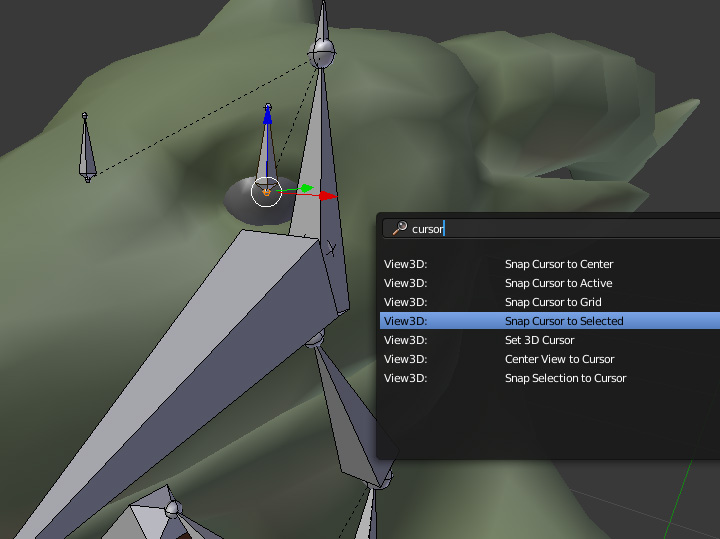 cursor
View3D: Snap Cursor to Center
View3D: Snap Cursor to Active
View3D: Snap Cursor to Grid
View3D: Snap Cursor to Selected
View3D: Set 3D Cursor
View3D: Center View to Cursor
View3D: Snap Selection to Cursor